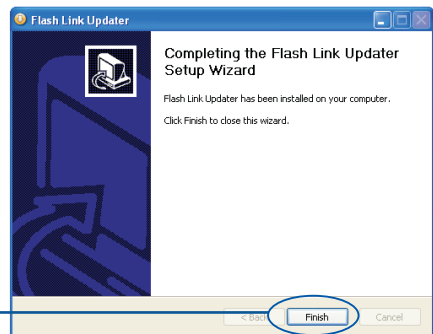 Flash Link Updater
Completing the Flash Link Updater
Setup Wizard
Flash Link Updater has been installed on your computer.
Click Finish to close this wizard.
< Back
Finish
Cancel